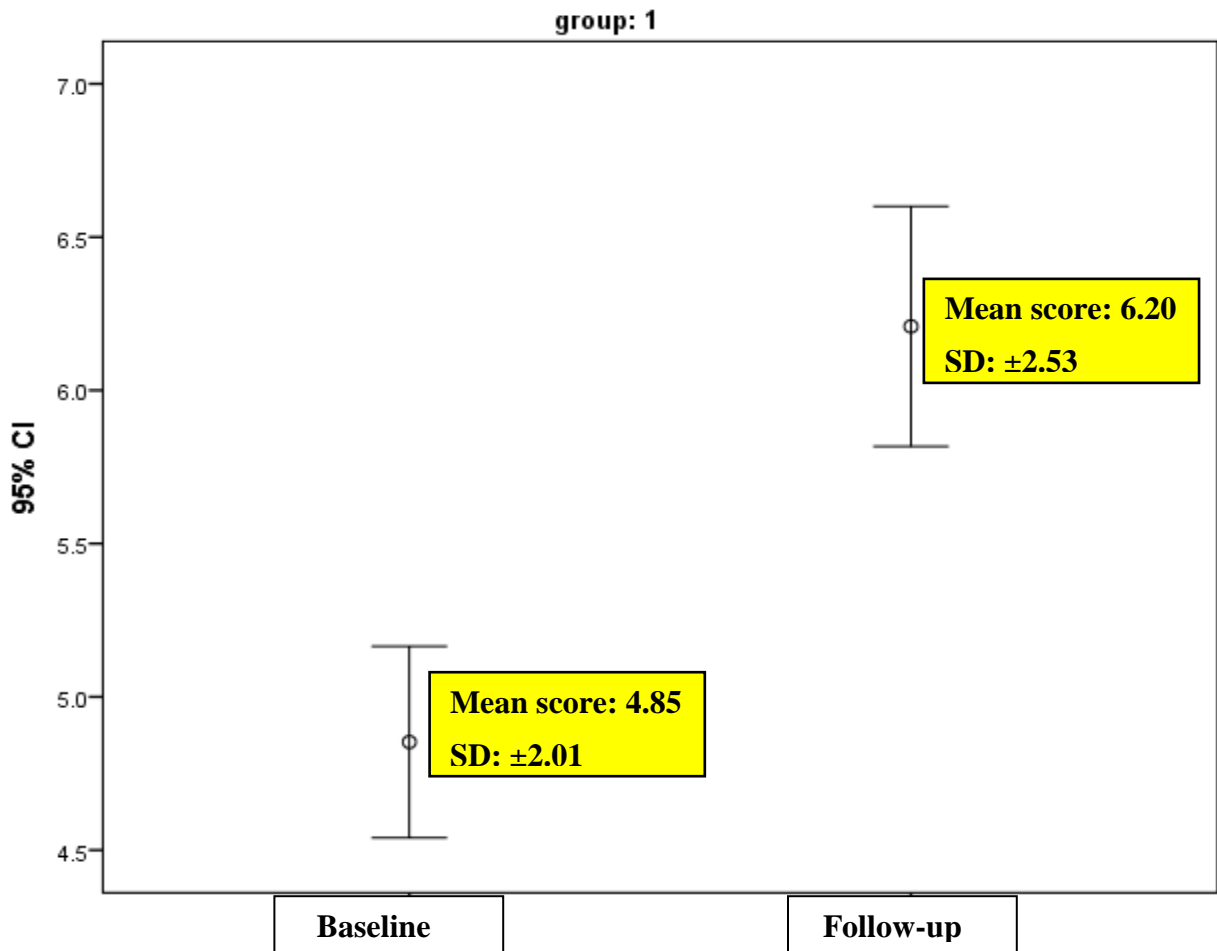 group: 1
7.0
6.5
Mean score: 6.20
SD: ±2.53
6.0
95% CI
5.5
5.0
Mean score: 4.85
SD: ±2.01
4.5
Baseline
Follow-up